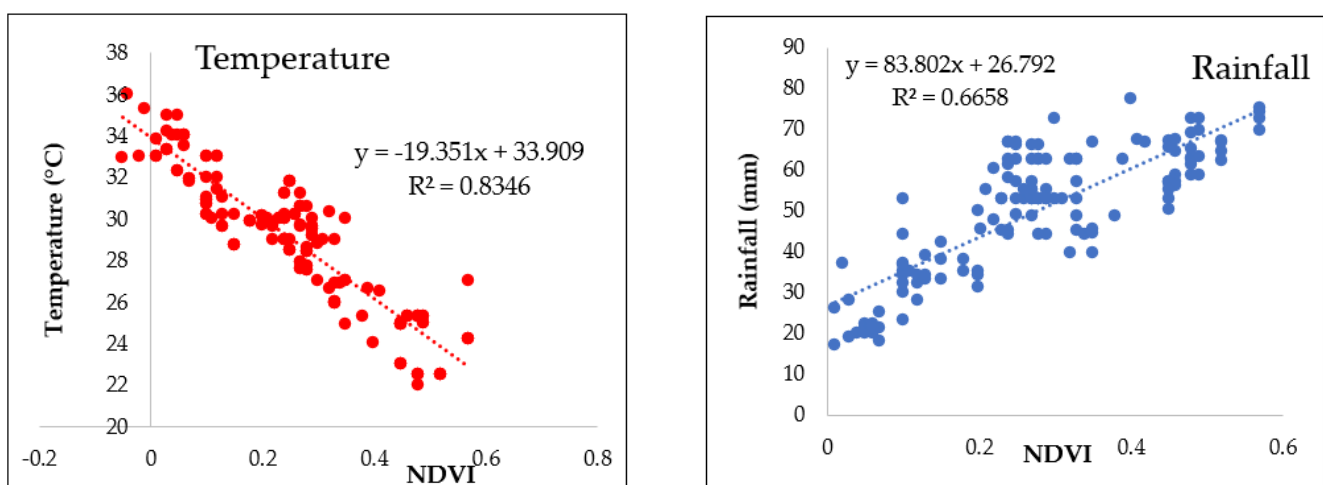 Temperature
y = -19.351x + 33.909
R² = 0.8346
Temperature (°C)
38
36
34
32
30
28
26
24
22
20
-0.2 0 0.2 0.4 0.6 0.8
NDVI
Rainfall
y = 83.802x + 26.792
R² = 0.6658
Rainfall (mm)
90
80
70
60
50
40
30
20
10
0
0 0.2 0.4 0.6
NDVI